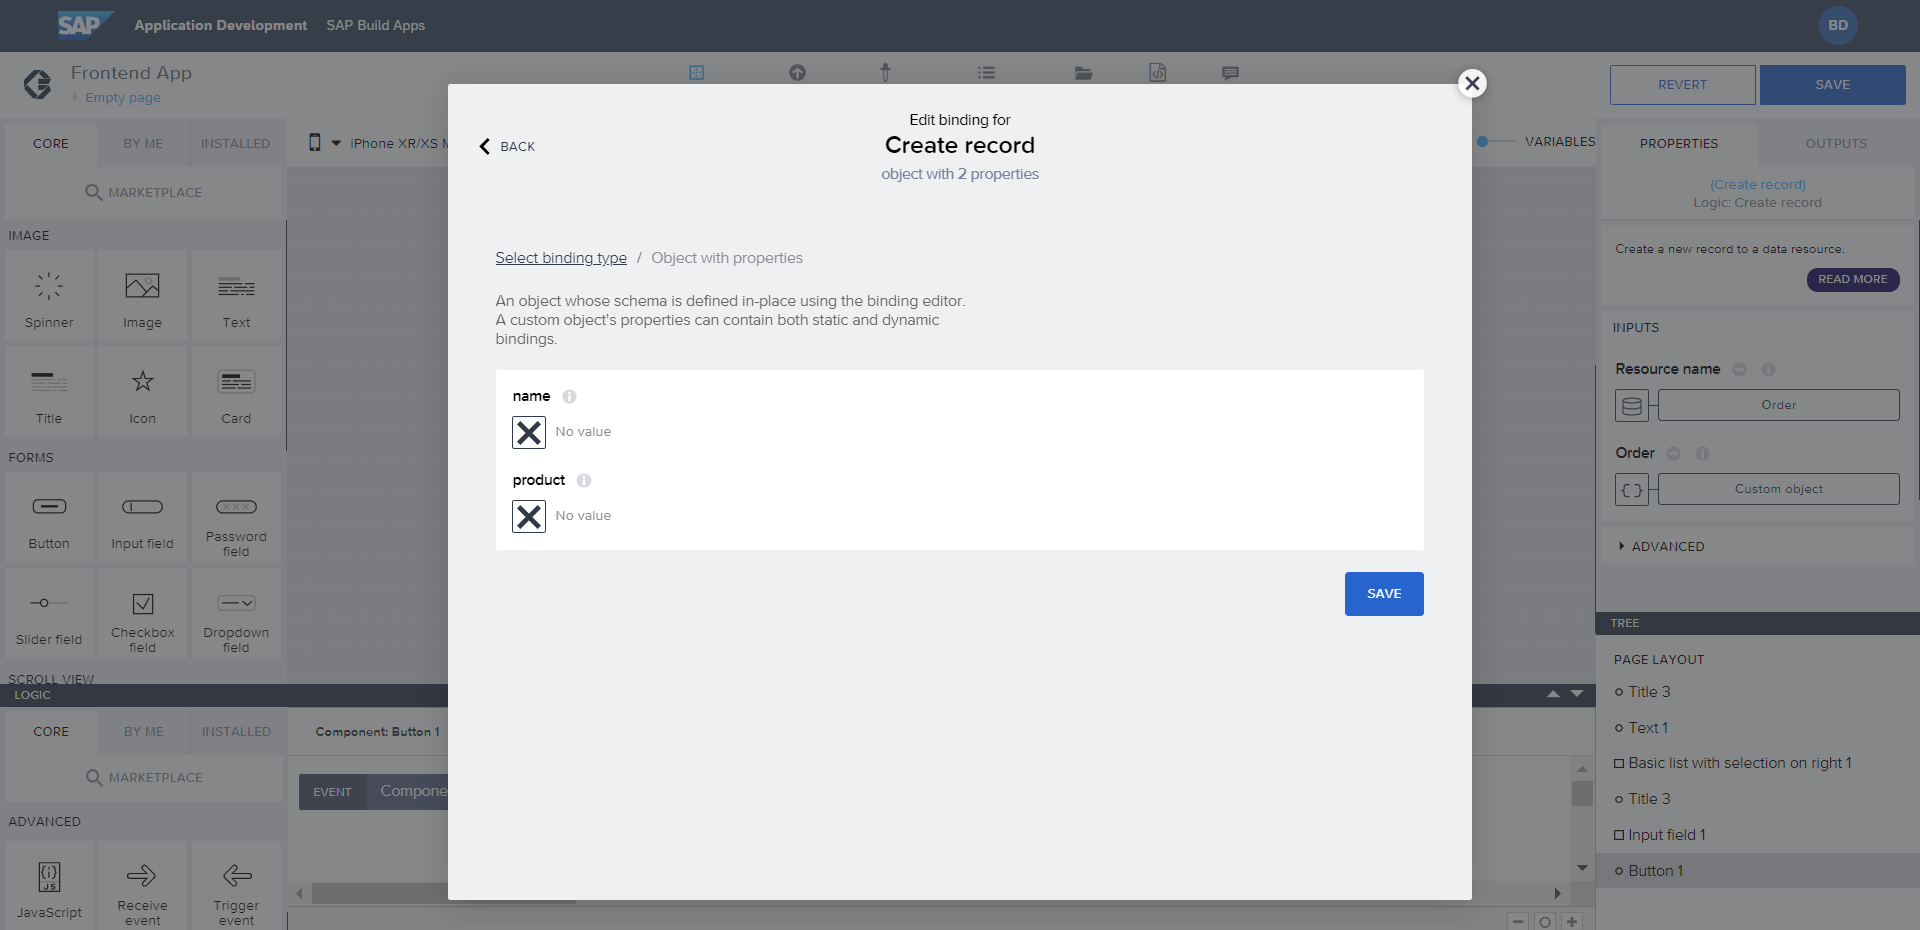 SAP
Application Development
SAP Build Apps
BD
Frontend App
Empty page
REVERT
SAVE
CORE
BY ME
INSTALLED
iPhone XR/XS
VARIABLES
PROPERTIES
OUTPUTS
MARKETPLACE
(Create record)
Logic: Create record
Create a new record to a data resource.
READ MORE
IMAGE
Spinner
Image
Text
Title
Icon
Card
FORMS
Button
Input field
Password
field
Slider field
Checkbox
field
Dropdown
field
SCROLL VIEW
BACK
Edit binding for
Create record
object with 2 properties
Select binding type / Object with properties
An object whose schema is defined in-place using the binding editor.
A custom object's properties can contain both static and dynamic
bindings.
name
No value
product
No value
SAVE
INPUTS
Resource name
Order
Order
{ }
Custom object
ADVANCED
TREE
PAGE LAYOUT
Title 3
Text 1
Basic list with selection on right 1
Title 3
Input field 1
Button 1
LOGIC
CORE
BY ME
INSTALLED
Component: Button 1
MARKETPLACE
EVENT
Compone
ADVANCED
JS
JavaScript
Receive
event
Trigger
event